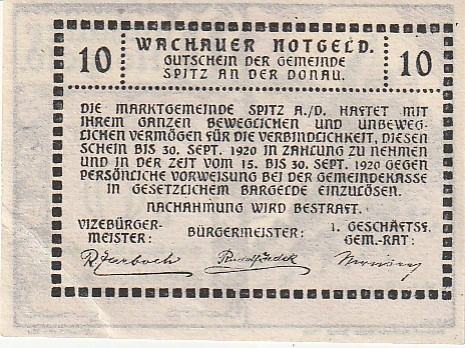 10 WACHAUER NOTGELD. 10
GUTSCHEIN DER GEMEINDE
SPITZ AN DER DONAU.
DIE MARKTGEMEINDE SPITZ A./D. HAFTET MIT
IHREM GANZEN BEWEGLICHEN UND UNBEWEG-
LICHEN VERMÖGEN FÜR DIE VERBINDLICHKEIT, DIESEN
SCHEIN BIS 30. SEPT. 1920 IN ZAHLUNG ZU NEHMEN
UND IN DER ZEIT VOM 15. BIS 30. SEPT. 1920 GEGEN
PERSÖNLICHE VORWEISUNG BEI DER GEMEINDEKASSE
IN GESETZLICHEM BARGELDE EINZULÖSEN.
NACHAHMUNG WIRD BESTRAFT.
VIZEBÜRGER-
MEISTER:
BÜRGERMEISTER:
1. GESCHÄFTSF.
GEM.-RAT: